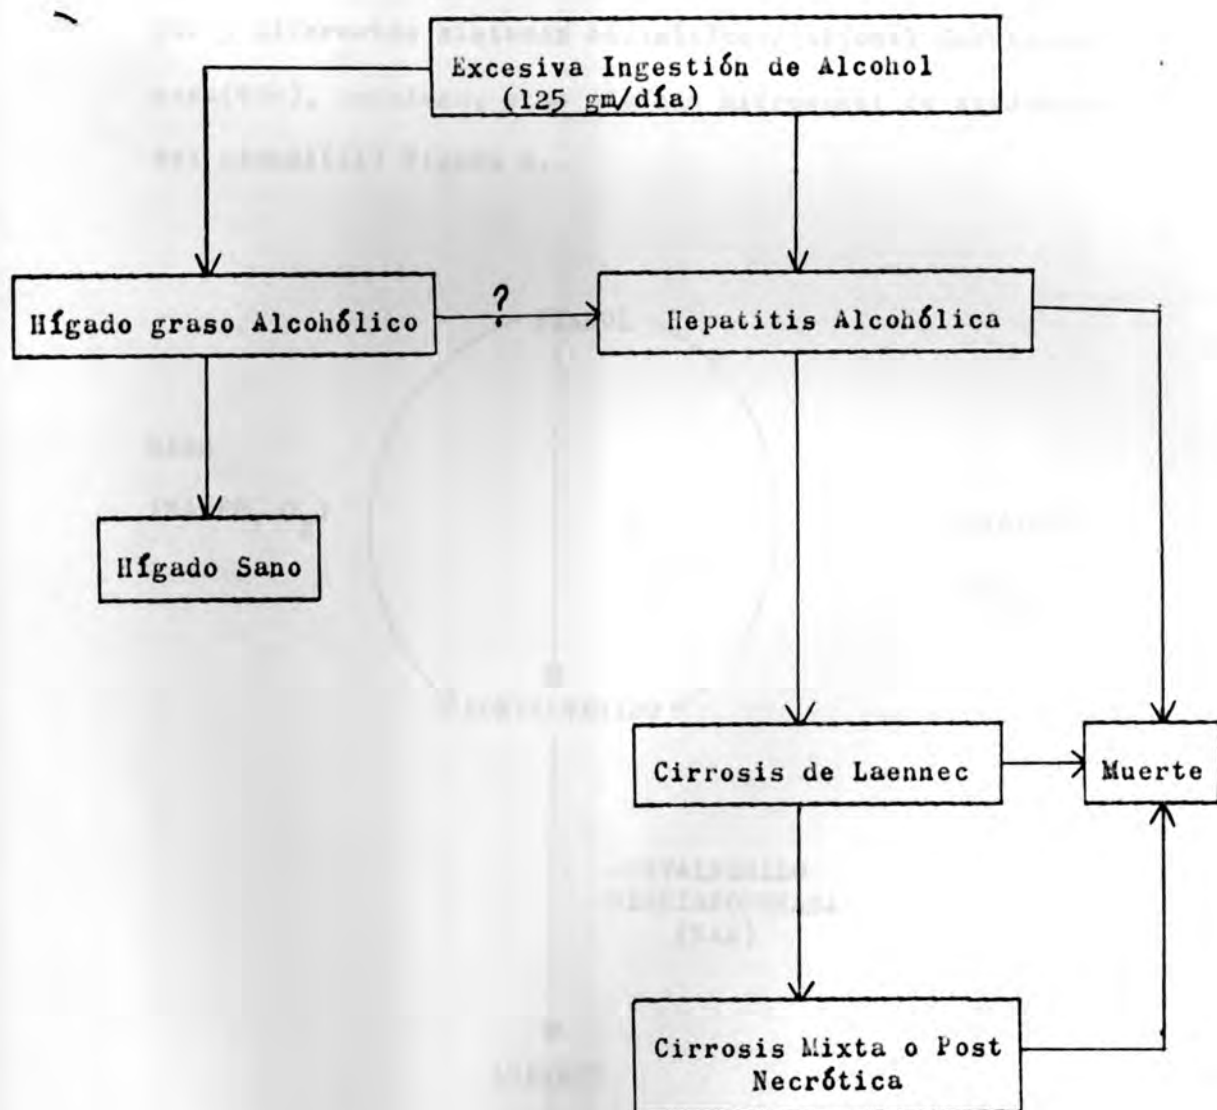 Excesiva Ingestión de Alcohol
(125 gm/día)
Hígado graso Alcohólico
?
Hepatitis Alcohólica
Hígado Sano
Cirrosis de Laennec
Muerte
Cirrosis Mixta o Post
Necrótica